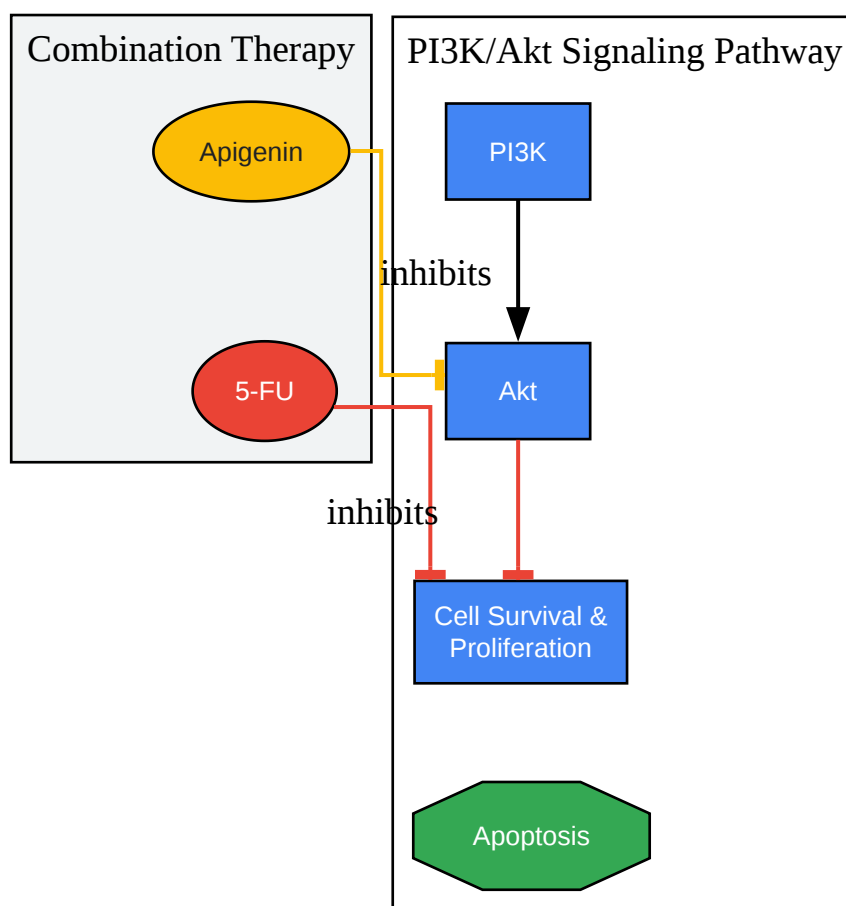 Combination Therapy
PI3K/Akt Signaling Pathway
Apigenin
PI3K
inhibits
5-FU
Akt
inhibits
Cell Survival &
Proliferation
Apoptosis